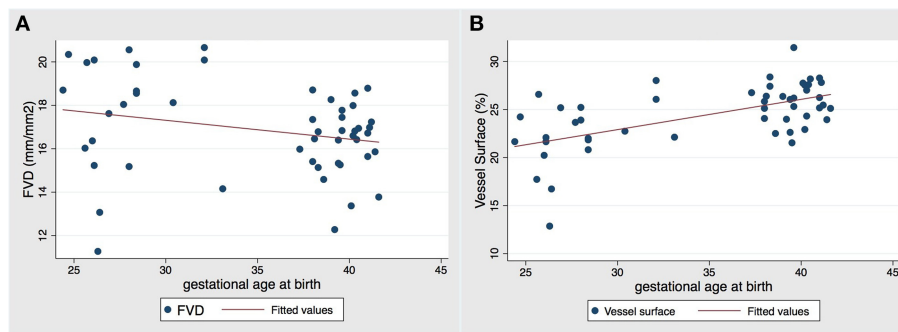 A
FVD (mm/mm2)
20
18
16
14
12
25 30 35 40 45
gestational age at birth
FVD Fitted values
B
Vessel Surface (%)
30
25
20
15
10
25 30 35 40 45
gestational age at birth
Vessel surface Fitted values